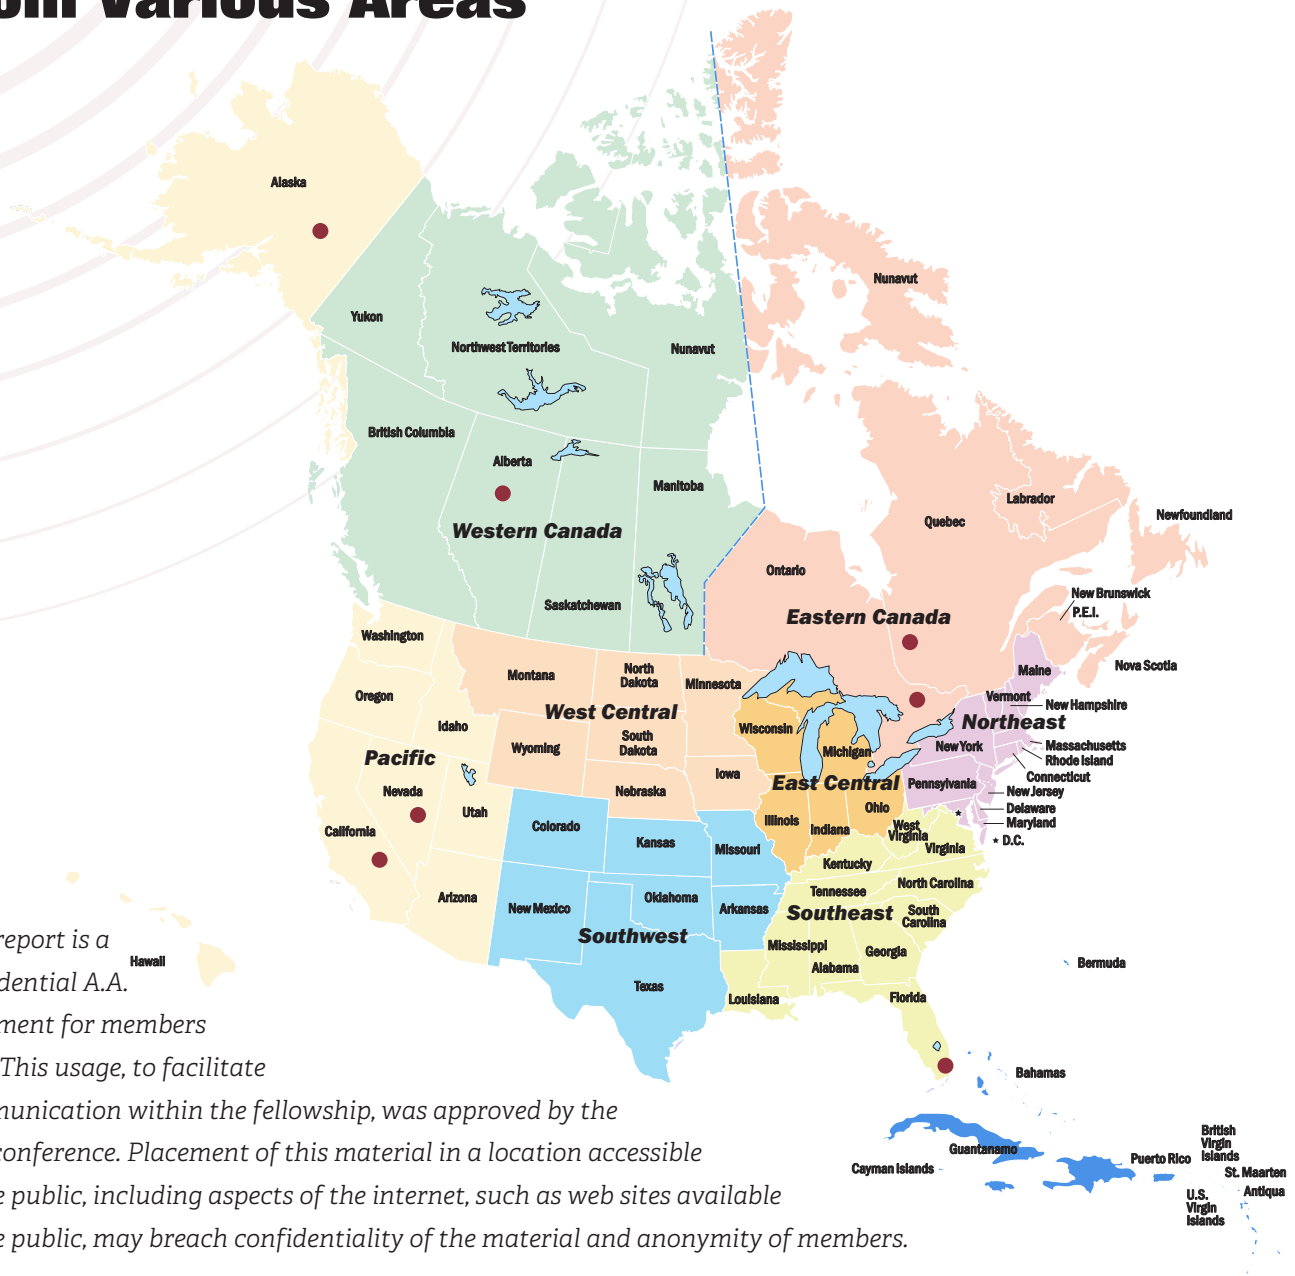 om Various Areas
Alaska
Nunavut
Yukon
Northwest Territories
Nunavut
British Columbia
Alberta
Manitoba
Labrador
Newfoundland
Quebec
Western Canada
Ontario
New Brunswick
P.E.I.
Saskatchewan
Eastern Canada
Washington
Nova Scotia
Maine
Montana
North
Dakota
Minnesota
Oregon
Vermont
New Hampshire
West Central
Northeast
Idaho
Wisconsin
Wyoming
South
Dakota
Michigan
New York
Massachusetts
Rhode Island
Pacific
Iowa
Connecticut
East Central
Pennsylvania
Nevada
Nebraska
New Jersey
Utah
Ohio
Delaware
Illinois
Indiana
West
Virginia
Maryland
California
Colorado
Kansas
Missouri
Virginia
D.C.
Kentucky
Arizona
Tennessee
North Carolina
New Mexico
Oklahoma
Arkansas
Southeast
South
Carolina
Southwest
report is a
Hawaii
Mississippi
Georgia
Bermuda
Alabama
dential A.A.
Texas
Louisiana
Florida
ment for members
This usage, to facilitate
Bahamas
munication within the fellowship, was approved by the
conference. Placement of this material in a location accessible
Guantanamo
British
Virgin
Islands
Cayman Islands
Puerto Rico
St. Maarten
e public, including aspects of the internet, such as web sites available
U.S.
Virgin
Islands
Antiqua
e public, may breach confidentiality of the material and anonymity of members.